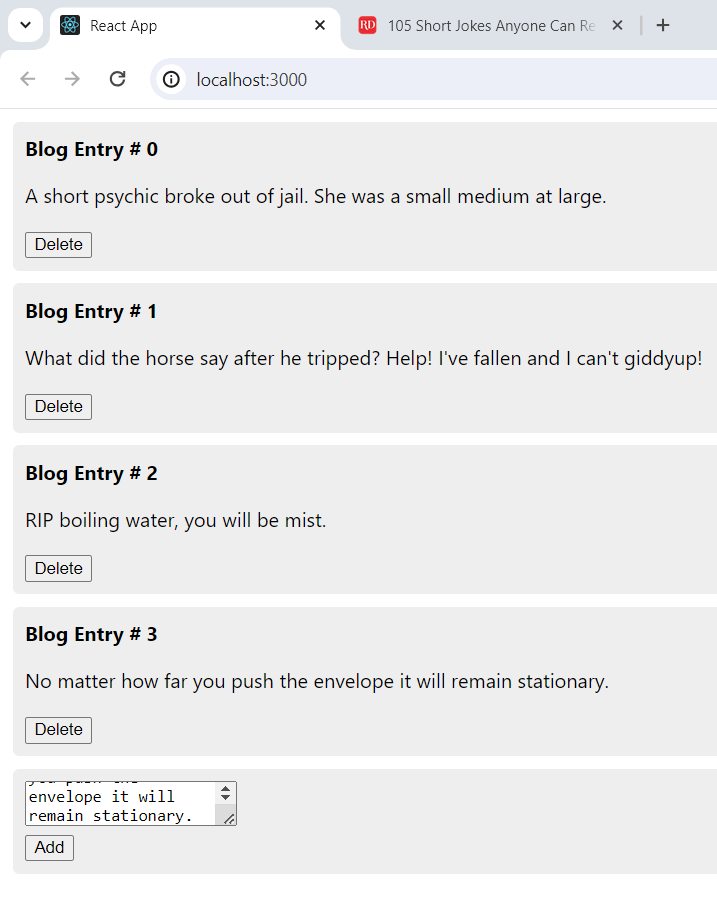 React App
RD 105 Short Jokes Anyone Can Re
localhost:3000
Blog Entry # 0
A short psychic broke out of jail. She was a small medium at large.
Delete
Blog Entry # 1
What did the horse say after he tripped? Help! I've fallen and I can't giddyup!
Delete
Blog Entry # 2
RIP boiling water, you will be mist.
Delete
Blog Entry # 3
No matter how far you push the envelope it will remain stationary.
Delete
you push the
envelope it will
remain stationary.
Add